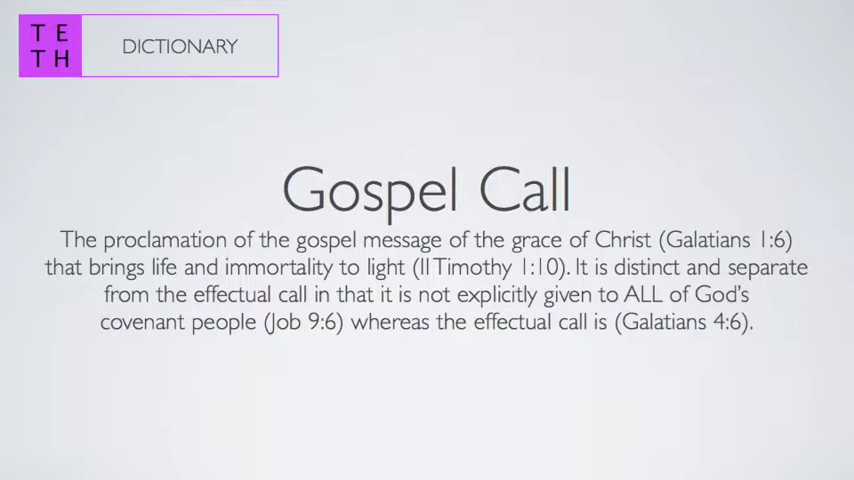 TE
TH
DICTIONARY
Gospel Call
The proclamation of the gospel message of the grace of Christ (Galatians 1:6)
that brings life and immortality to light (II Timothy 1:10). It is distinct and separate
from the effectual call in that it is not explicitly given to ALL of God's
covenant people (Job 9:6) whereas the effectual call is (Galatians 4:6).